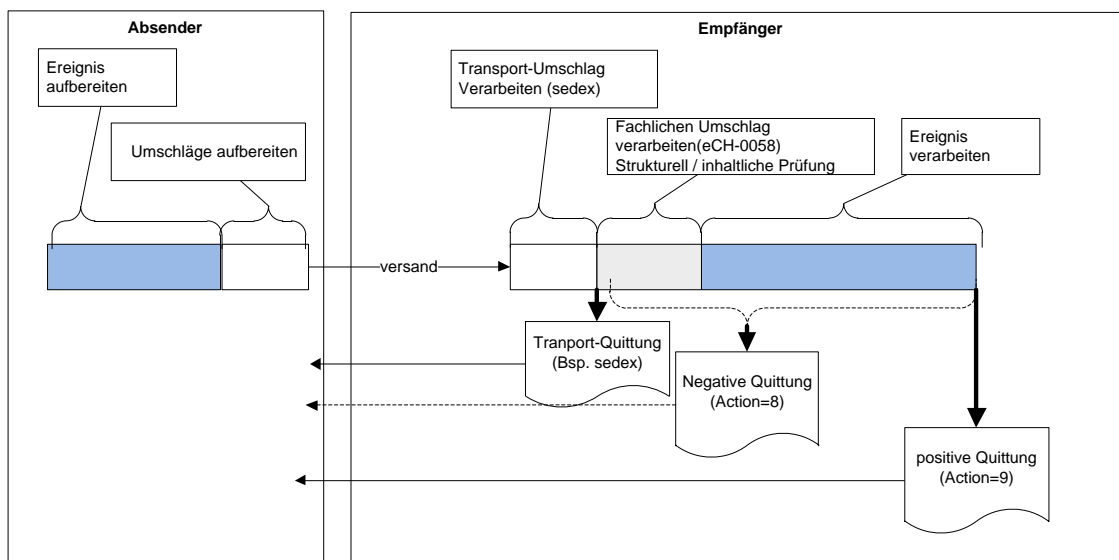 Absender
Ereignis
aufbereiten
Umschläge aufbereiten
versand
Empfänger
Transport-Umschlag
Verarbeiten (sedex)
Fachlichen Umschlag
verarbeiten(eCH-0058)
Strukturell / inhaltliche Prüfung
Ereignis
verarbeiten
Tranport-Quittung
(Bsp. sedex)
Negative Quittung
(Action=8)
positive Quittung
(Action=9)